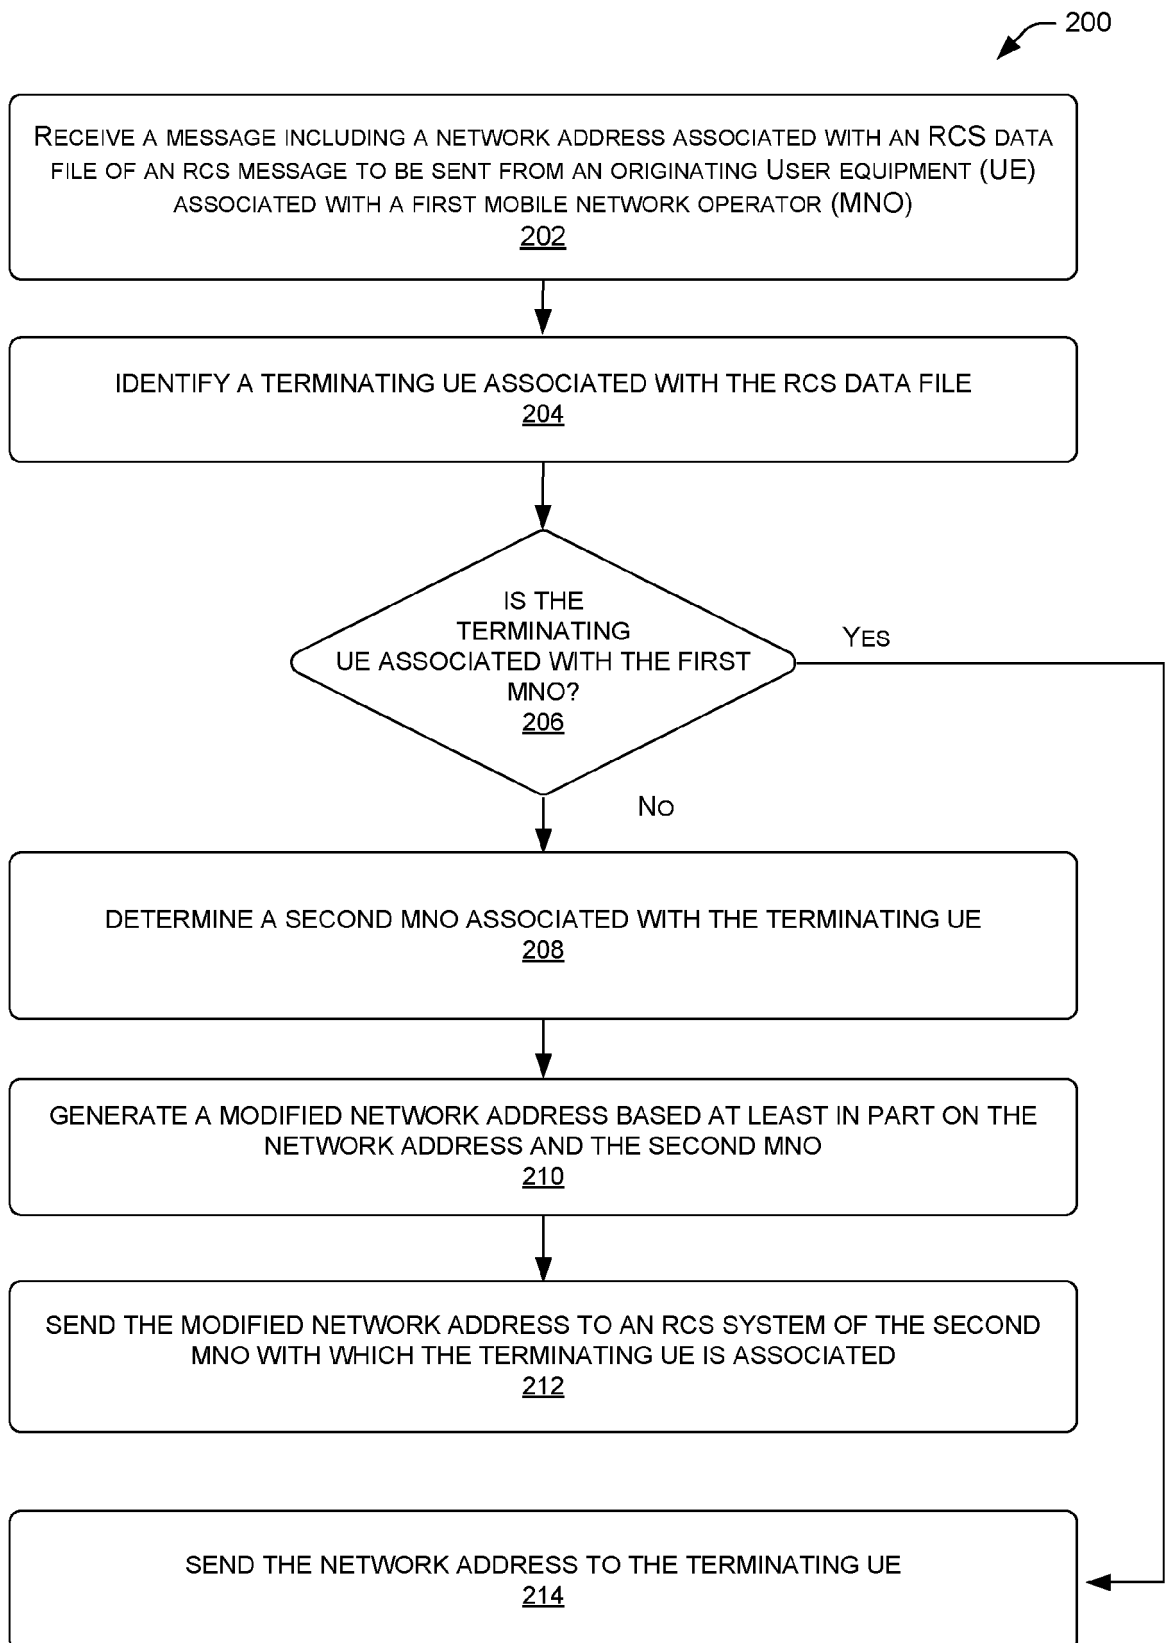 200
RECEIVE A MESSAGE INCLUDING A NETWORK ADDRESS ASSOCIATED WITH AN RCS DATA
FILE OF AN RCS MESSAGE TO BE SENT FROM AN ORIGINATING USER EQUIPMENT (UE)
ASSOCIATED WITH A FIRST MOBILE NETWORK OPERATOR (MNO)
202
IDENTIFY A TERMINATING UE ASSOCIATED WITH THE RCS DATA FILE
204
IS THE
TERMINATING
UE ASSOCIATED WITH THE FIRST
MNO?
206
YES
NO
DETERMINE A SECOND MNO ASSOCIATED WITH THE TERMINATING UE
208
GENERATE A MODIFIED NETWORK ADDRESS BASED AT LEAST IN PART ON THE
NETWORK ADDRESS AND THE SECOND MNO
210
SEND THE MODIFIED NETWORK ADDRESS TO AN RCS SYSTEM OF THE SECOND
MNO WITH WHICH THE TERMINATING UE IS ASSOCIATED
212
SEND THE NETWORK ADDRESS TO THE TERMINATING UE
214